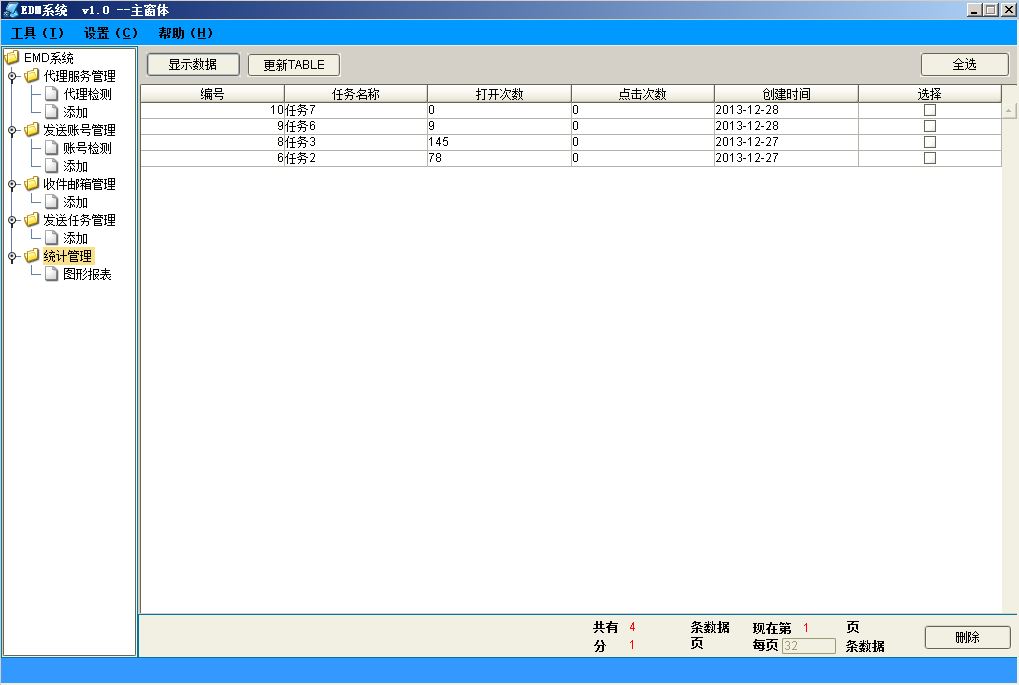 EDM系统 v1.0 --主窗体
工具(T) 设置(C) 帮助(H)
EMD系统
代理服务管理
代理检测
添加
发送账号管理
账号检测
添加
收件邮箱管理
添加
发送任务管理
添加
统计管理
图形报表
显示数据 更新TABLE 全选
编号 任务名称 打开次数 点击次数 创建时间 选择
10 任务7 0 0 2013-12-28
9 任务6 9 0 2013-12-28
8 任务3 145 0 2013-12-27
6 任务2 78 0 2013-12-27
共有 4 条数据 现在第 1 页
分 1 页 每页 32 条数据
删除